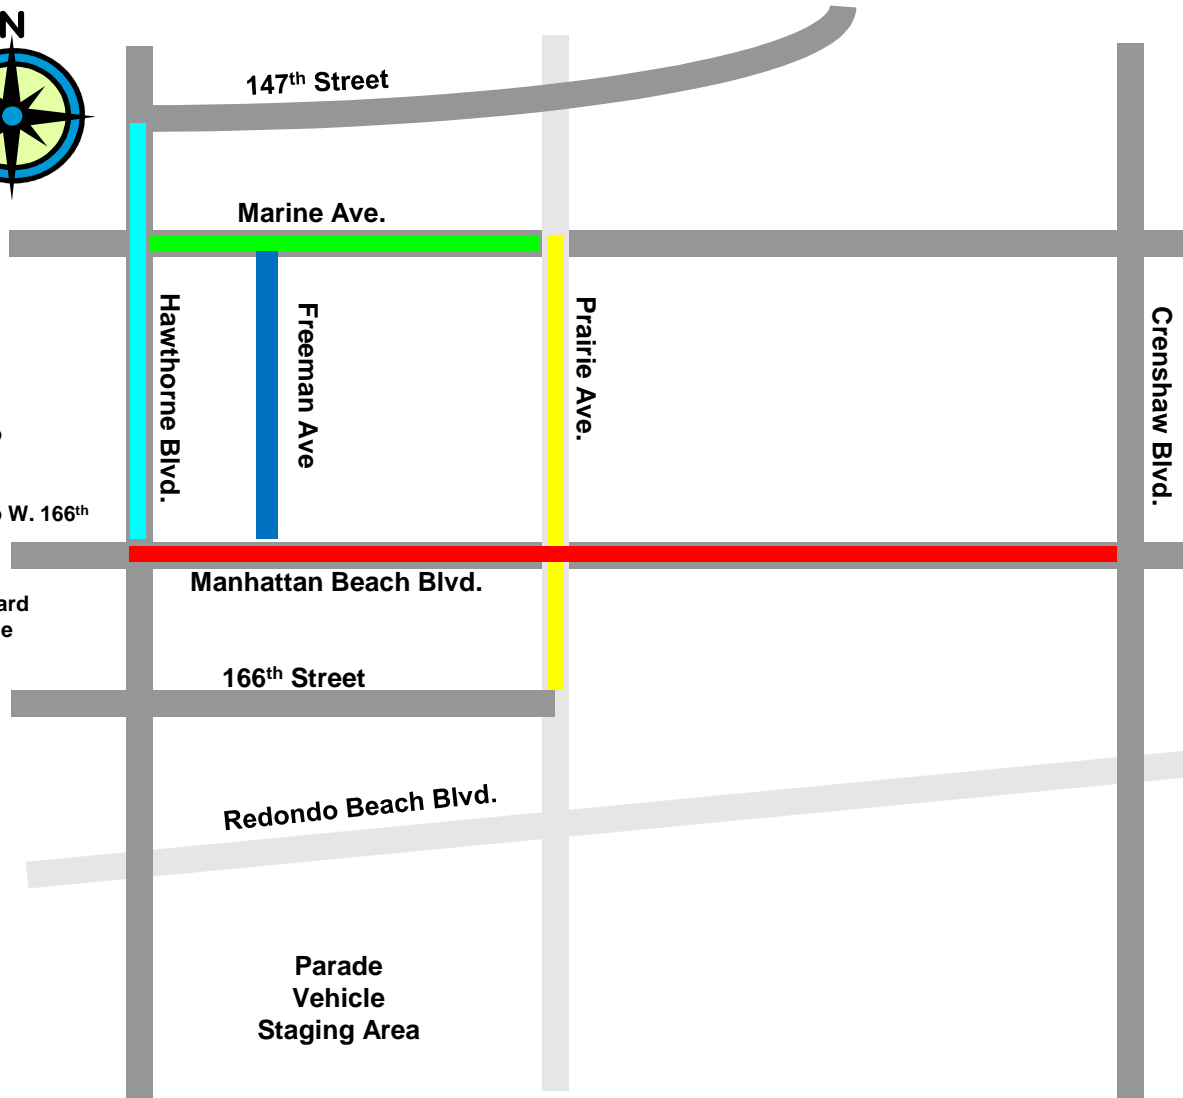 N
147th Street
Marine Ave.
Hawthorne Blvd.
Freeman Ave
Prairie Ave.
Crenshaw Blvd.
W. 166th
Manhattan Beach Blvd.
166th Street
Redondo Beach Blvd.
Parade
Vehicle
Staging Area